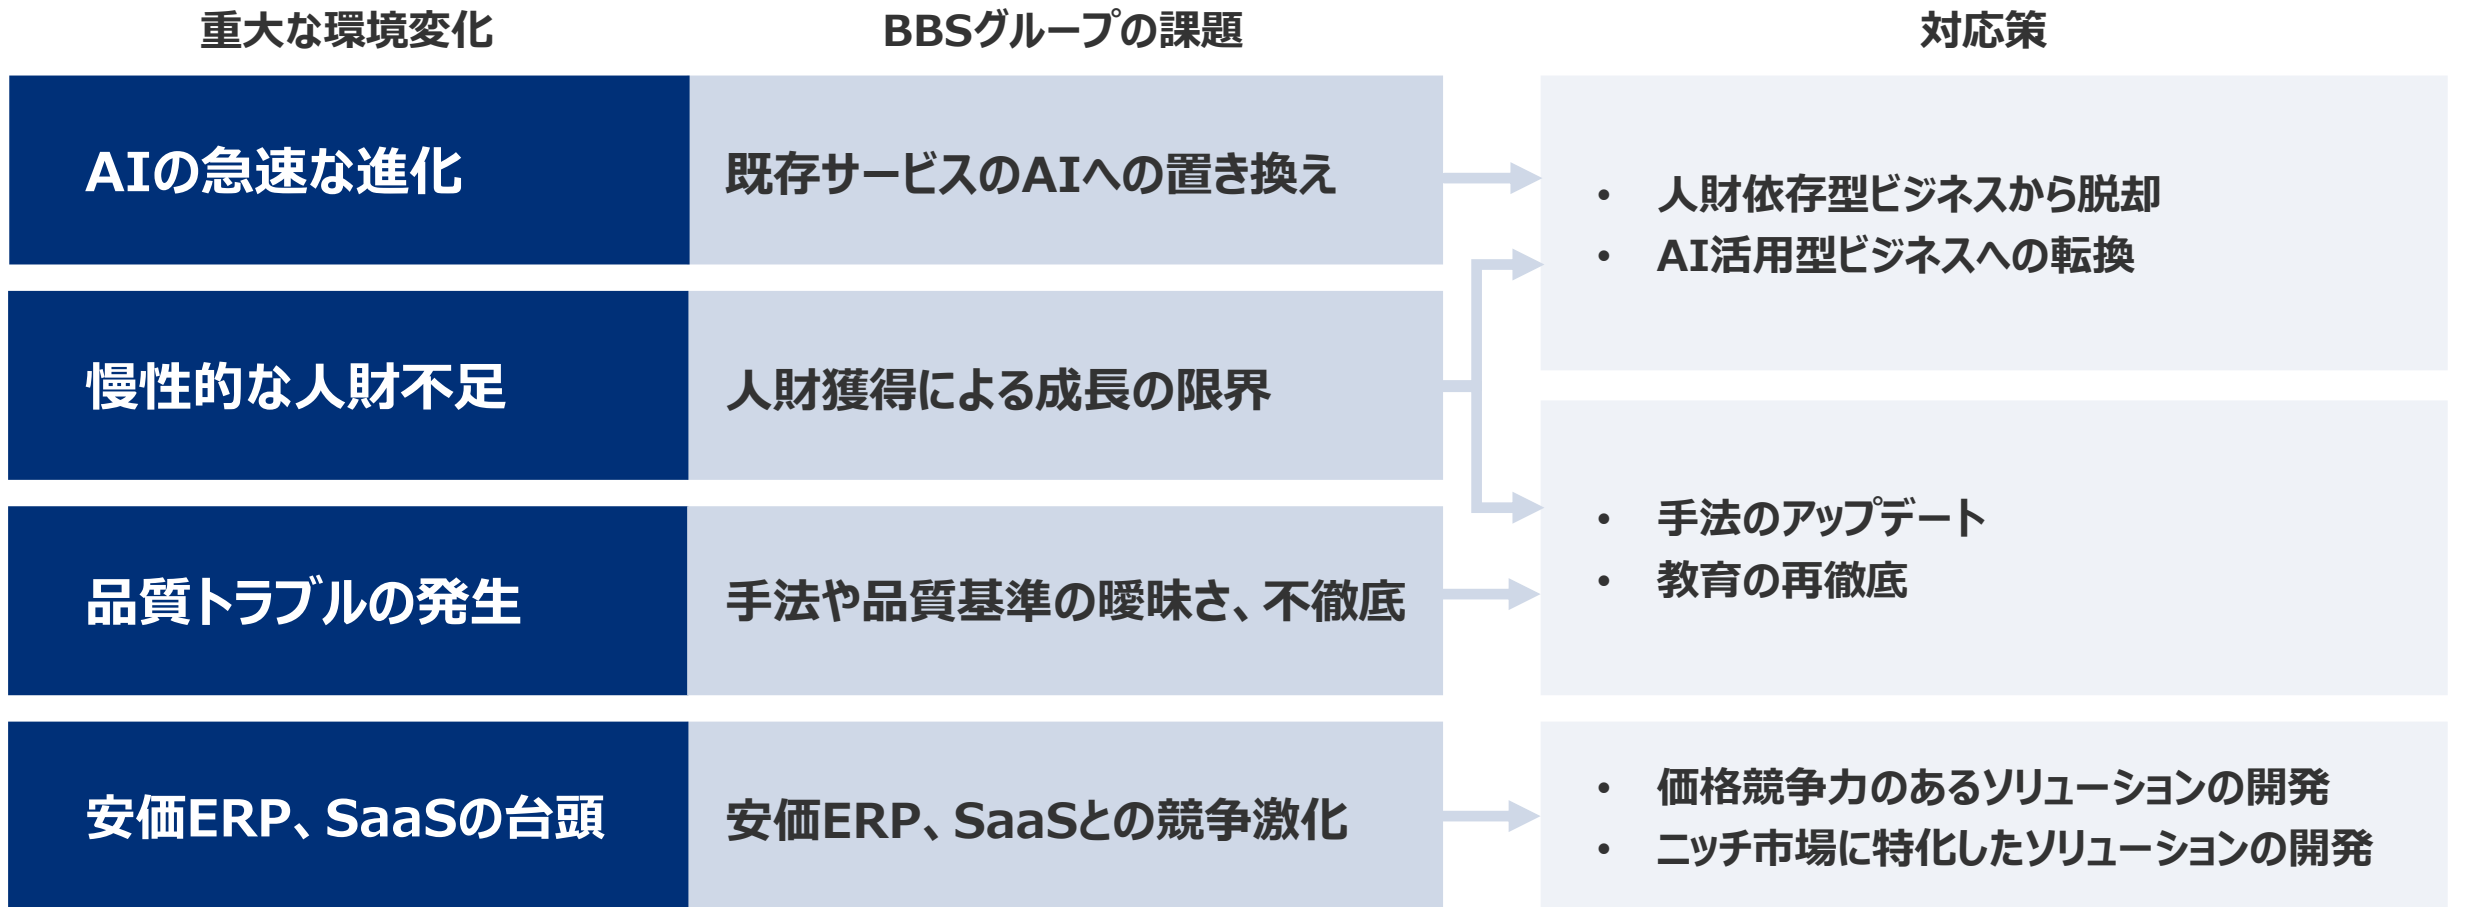 重大な環境変化
BBSグループの課題
対応策
AIの急速な進化
既存サービスのAIへの置き換え
• 人財依存型ビジネスから脱却
• AI活用型ビジネスへの転換
慢性的な人財不足
人財獲得による成長の限界
品質トラブルの発生
手法や品質基準の曖昧さ、不徹底
• 手法のアップデート
• 教育の再徹底
安価ERP、SaaSの台頭
安価ERP、SaaSとの競争激化
• 価格競争力のあるソリューションの開発
• ニッチ市場に特化したソリューションの開発